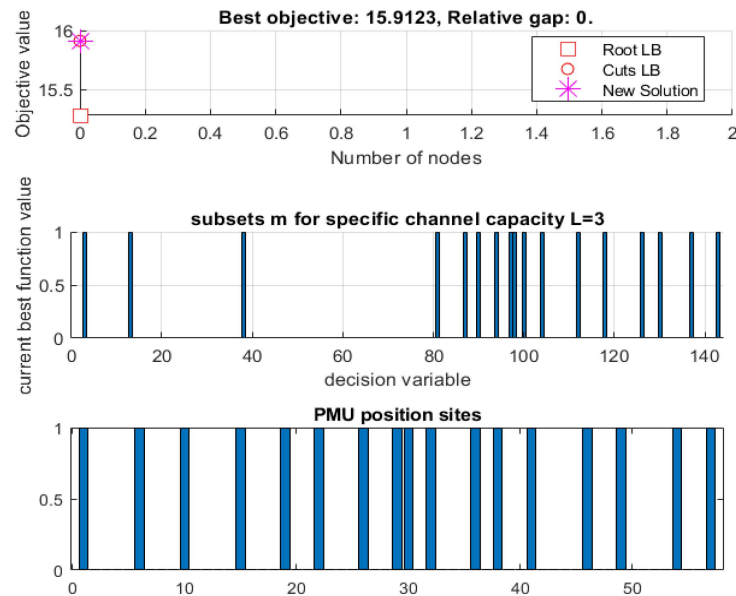 Best objective: 15.9123, Relative gap: 0.
Objective value
16
15.5
Root LB
Cuts LB
New Solution
0 0.2 0.4 0.6 0.8 1 1.2 1.4 1.6 1.8 2
Number of nodes
subsets m for specific channel capacity L=3
current best function value
1
0.5
0
0 20 40 60 80 100 120 140
decision variable
PMU position sites
1
0.5
0
0 10 20 30 40 50